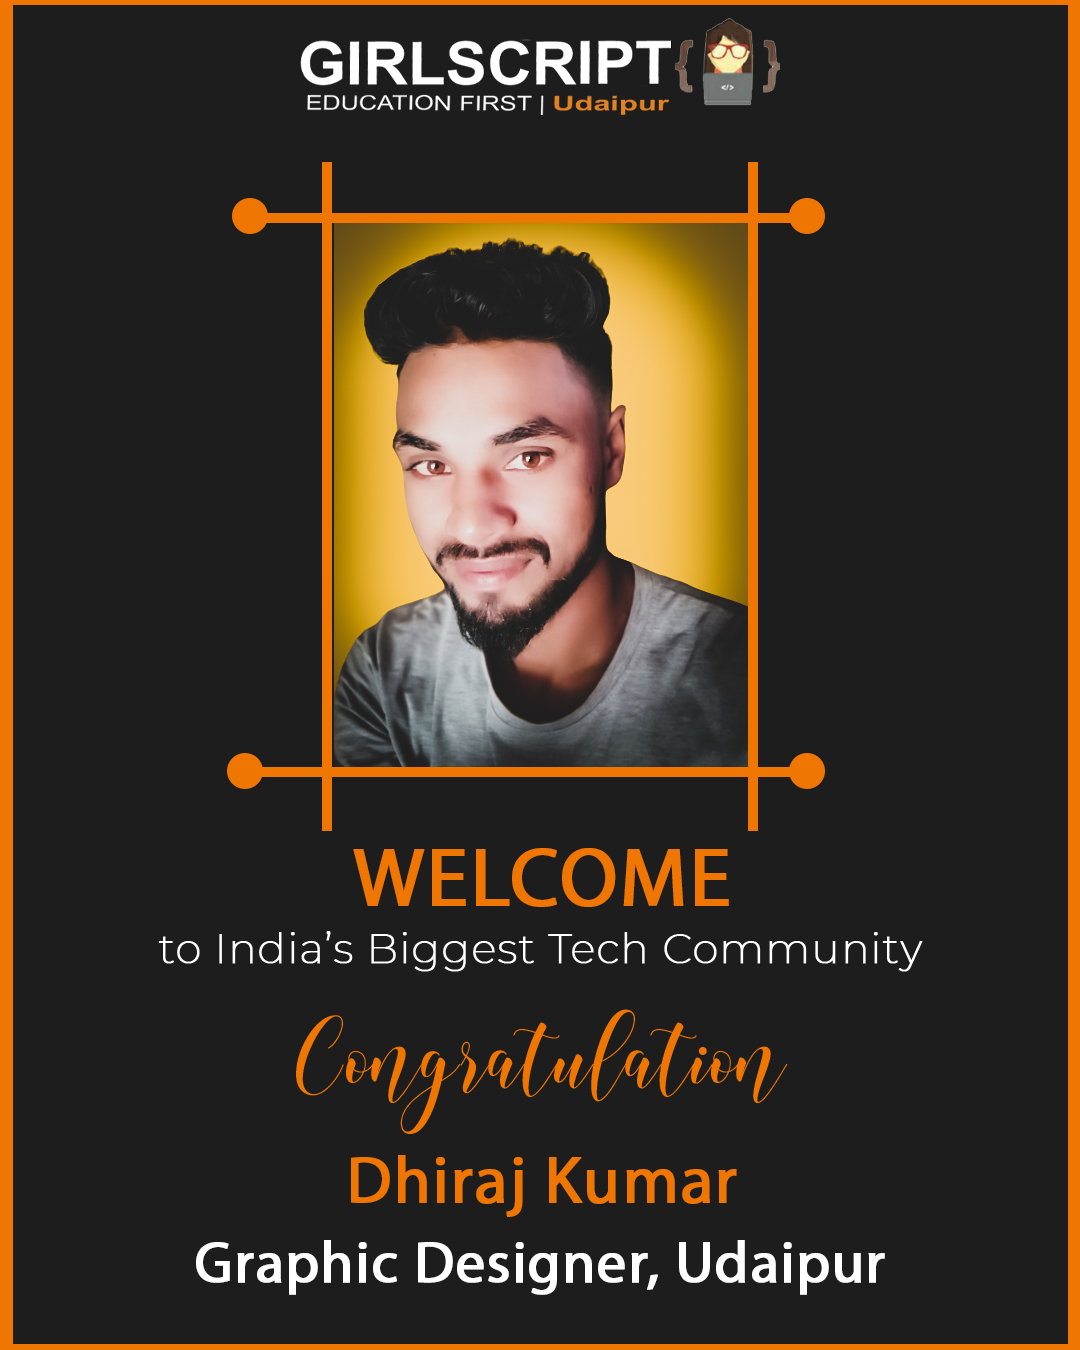 GIRLSCRIPT
EDUCATION FIRST | Udaipur
</>
WELCOME
to India’s Biggest Tech Community
Congratulation
Dhiraj Kumar
Graphic Designer, Udaipur